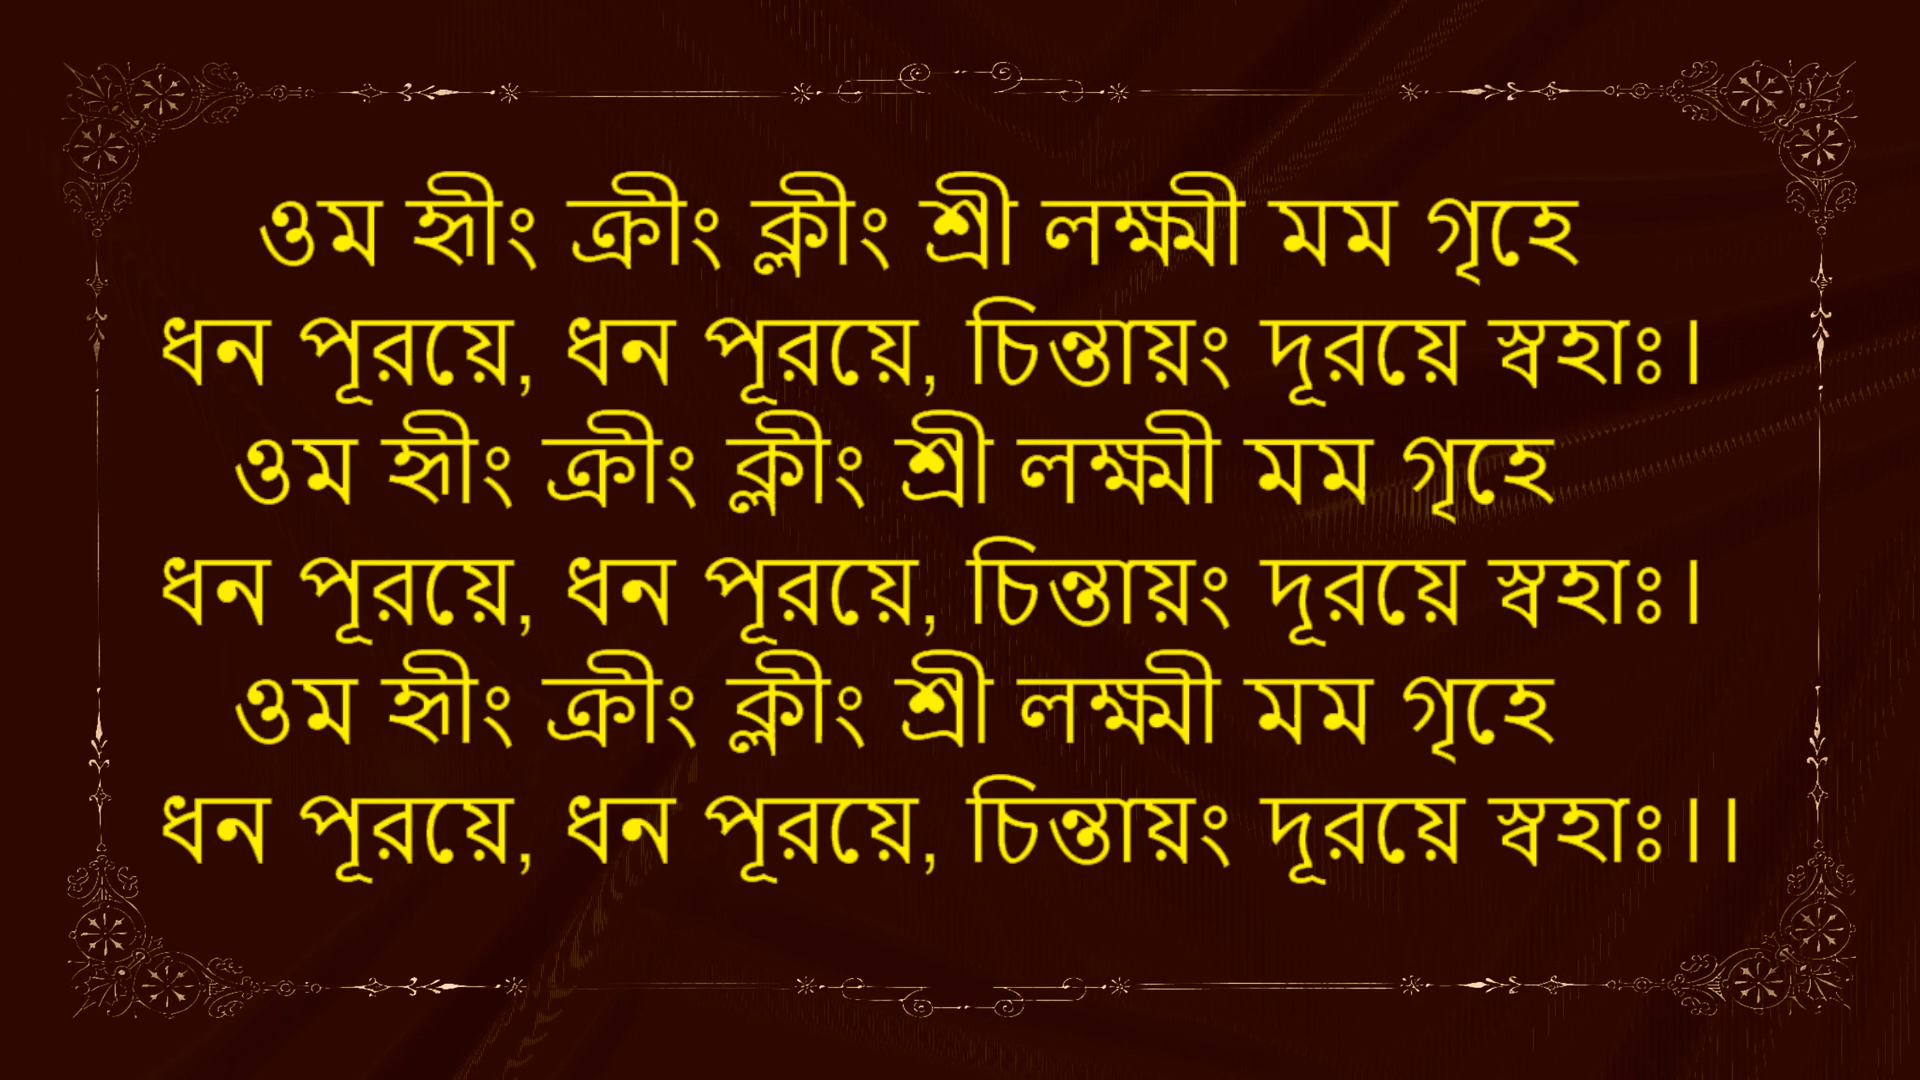 ওম হৃীং ক্রীং ক্লীং শ্রী লক্ষ্মী মম গৃহে
ধন পূরয়ে, ধন পূরয়ে, চিন্তায়ং দূরয়ে স্বহাঃ।
ওম হৃীং ক্রীং ক্লীং শ্রী লক্ষ্মী মম গৃহে
ধন পূরয়ে, ধন পূরয়ে, চিন্তায়ং দূরয়ে স্বহাঃ।
ওম হৃীং ক্রীং ক্লীং শ্রী লক্ষ্মী মম গৃহে
ধন পূরয়ে, ধন পূরয়ে, চিন্তায়ং দূরয়ে স্বহাঃ।।